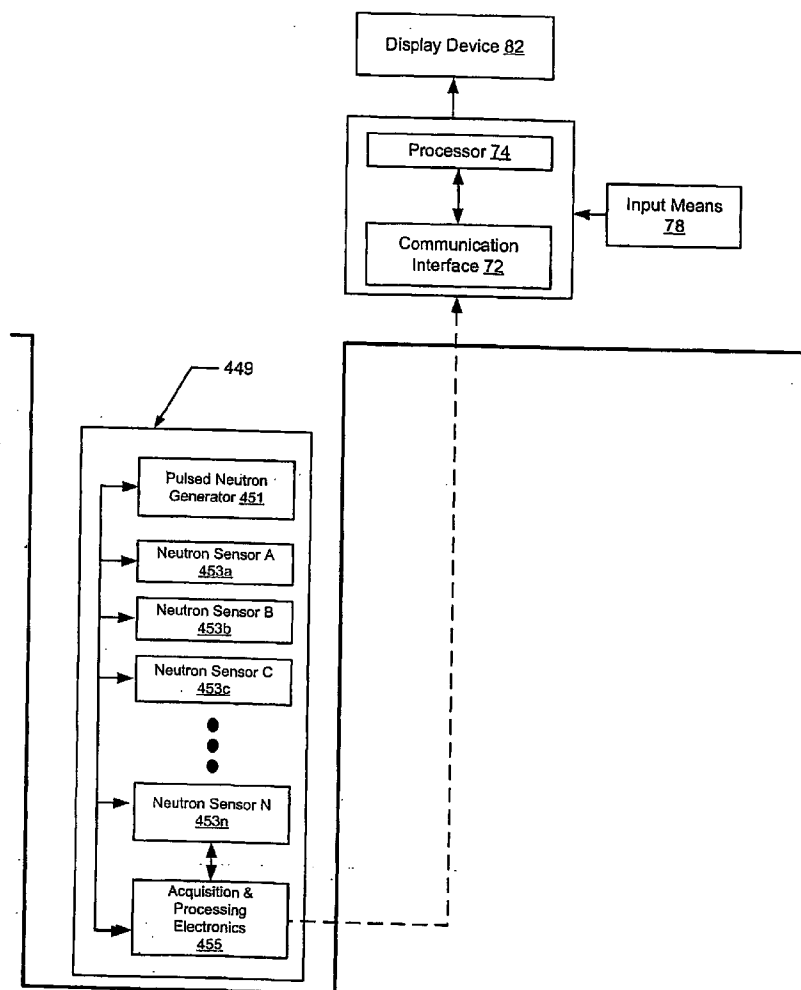 Display Device 82
Processor 74
Communication
Interface 72
Input Means
78
449
Pulsed Neutron
Generator 451
Neutron Sensor A
453a
Neutron Sensor B
453b
Neutron Sensor C
453c
Neutron Sensor N
453n
Acquisition &
Processing
Electronics
455